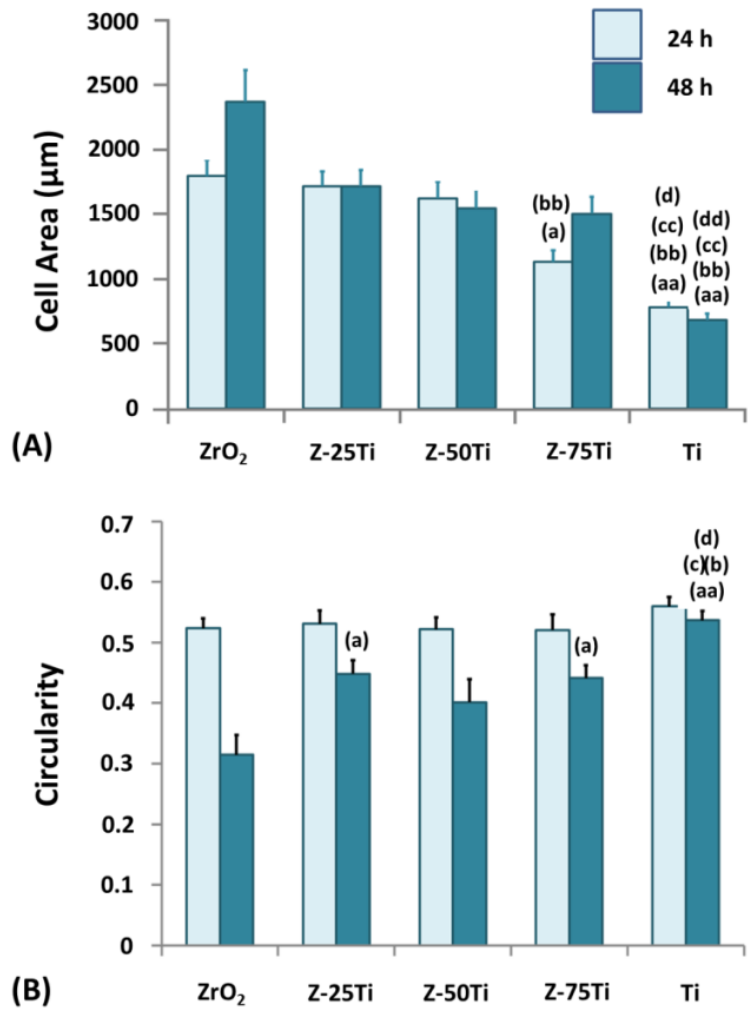 3000
2500
2000
1500
1000
500
0
Cell Area (µm)
24 h
48 h
(bb)
(a)
(d)
(cc)
(bb)
(aa)
(dd)
(cc)
(bb)
(aa)
(A)
ZrO₂ Z-25Ti Z-50Ti Z-75Ti Ti
0.7
0.6
0.5
0.4
0.3
0.2
0.1
0
Circularity
(a)
(a)
(d)
(c)(b)
(aa)
(B)
ZrO₂ Z-25Ti Z-50Ti Z-75Ti Ti